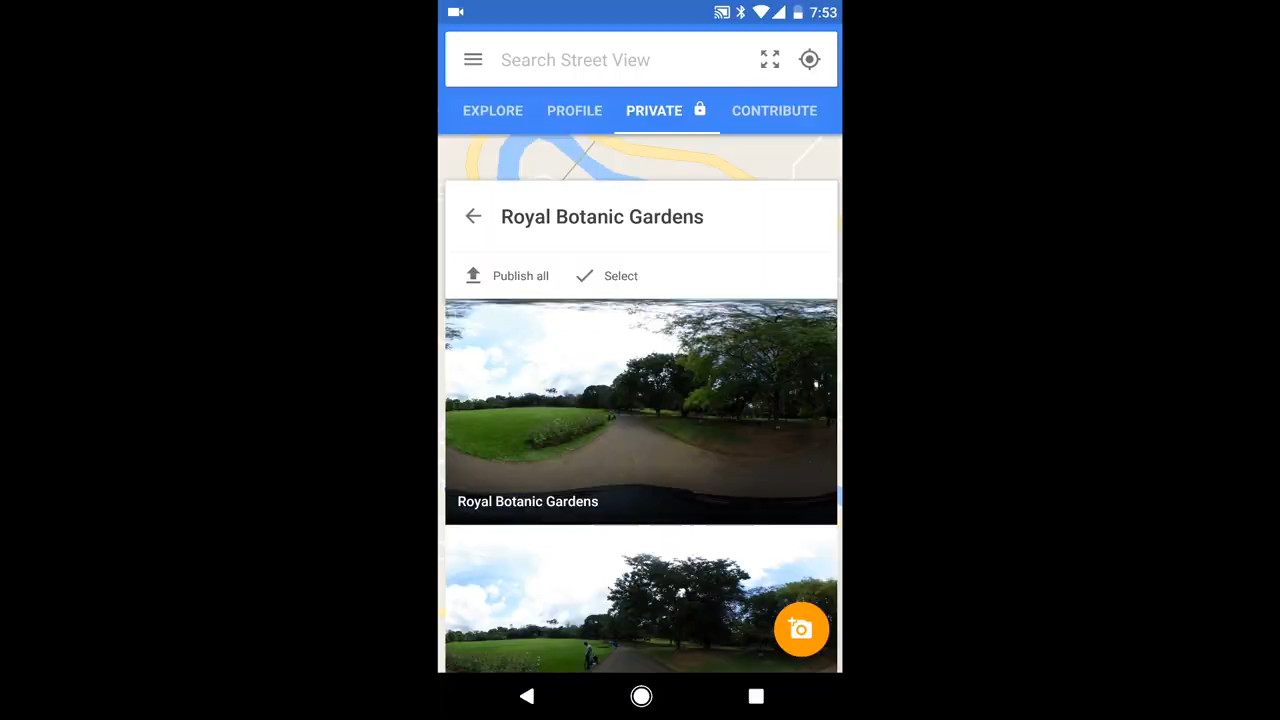 7:53
Search Street View
EXPLORE PROFILE PRIVATE CONTRIBUTE
Royal Botanic Gardens
Publish all Select
Royal Botanic Gardens